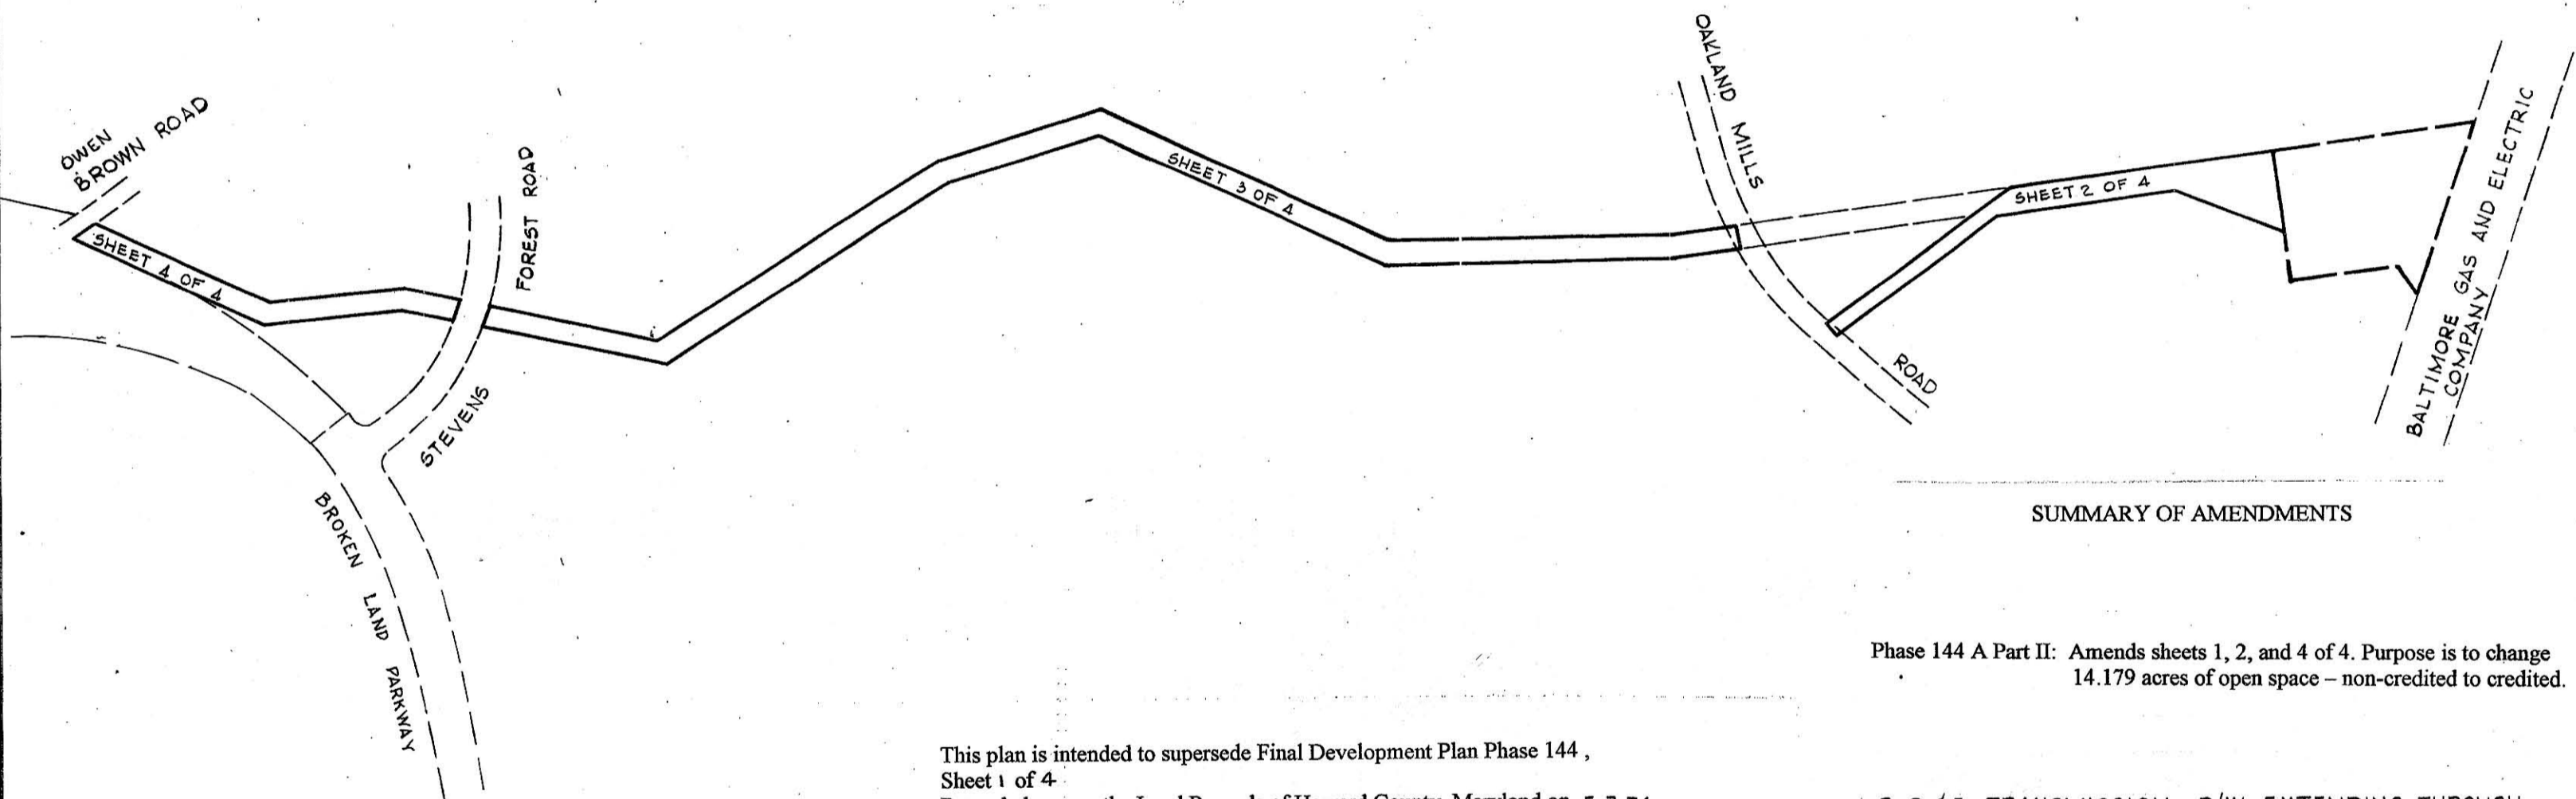 OWEN
BROWN ROAD
FOREST ROAD
OAKLAND MILLS
SHEET 3 OF 4
SHEET 2 OF 4
SHEET 4 OF 4
BALTIMORE GAS AND ELECTRIC
COMPANY
ROAD
STEVENS
BROKEN LAND PARKWAY
SUMMARY OF AMENDMENTS
Phase 144 A Part II: Amends sheets 1, 2, and 4 of 4. Purpose is to change
14.179 acres of open space – non-credited to credited.
This plan is intended to supersede Final Development Plan Phase 144 ,
Sheet 1 of 4